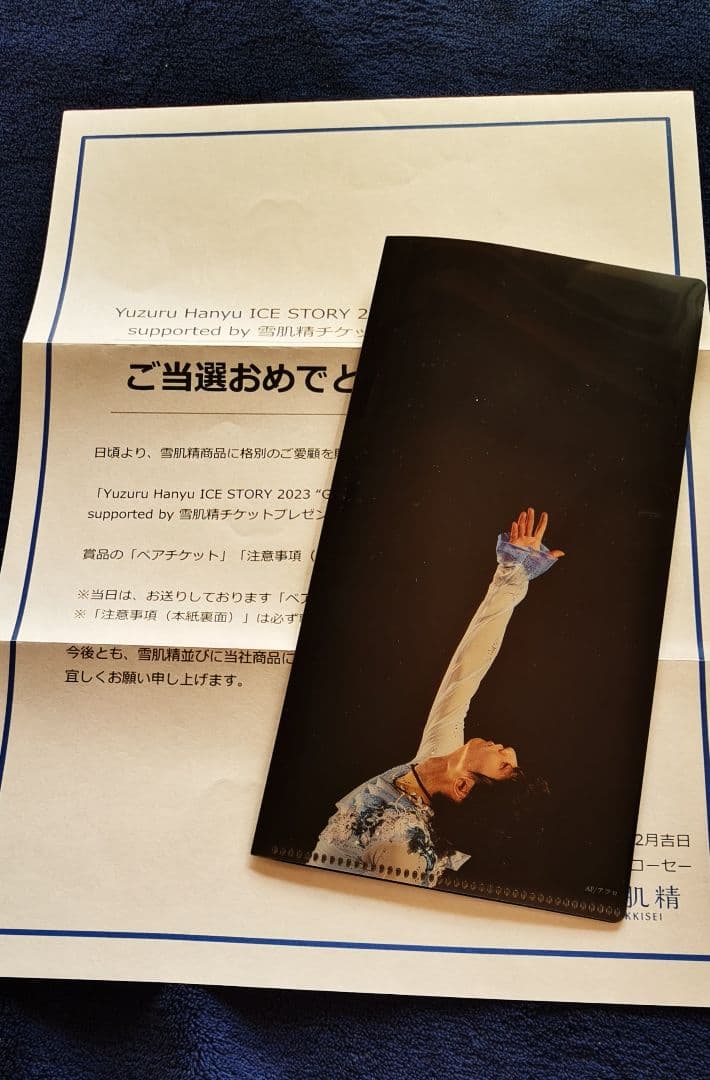 Yuzuru Hanyu ICE STORY 2
supported by 雪肌精チケッ
ご当選おめでと
日頃より、雪肌精商品に格別のご愛顧を
「Yuzuru Hanyu ICE STORY 2023 “G
supported by 雪肌精チケットプレゼン
賞品の「ペアチケット」「注意事項（
※当日は、お送りしております「ペア
※「注意事項（本紙裏面）」は必ず
今後とも、雪肌精並びに当社商品に
宜しくお願い申し上げます。
2月吉日
コーセー
肌精
KKISEI
AP/アフロ